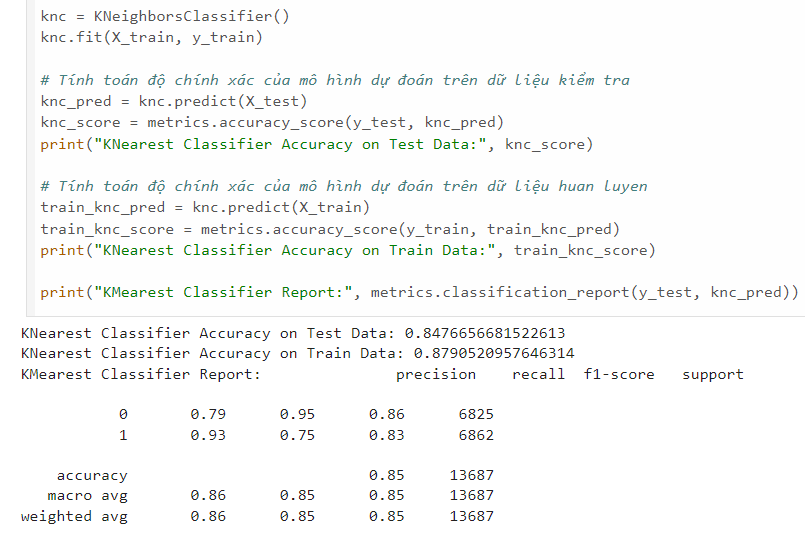 knc = KNeighborsClassifier()
knc.fit(X_train, y_train)
# Tính toán độ chính xác của mô hình dự đoán trên dữ liệu kiểm tra
knc_pred = knc.predict(X_test)
knc_score = metrics.accuracy_score(y_test, knc_pred)
print("KNearest Classifier Accuracy on Test Data:", knc_score)
# Tính toán độ chính xác của mô hình dự đoán trên dữ liệu huan luyen
train_knc_pred = knc.predict(X_train)
train_knc_score = metrics.accuracy_score(y_train, train_knc_pred)
print("KNearest Classifier Accuracy on Train Data:", train_knc_score)
print("KMearest Classifier Report:", metrics.classification_report(y_test, knc_pred))
KNearest Classifier Accuracy on Test Data: 0.8476656681522613
KNearest Classifier Accuracy on Train Data: 0.8790520957646314
KMearest Classifier Report:               precision    recall  f1-score   support
0       0.79      0.95      0.86      6825
1       0.93      0.75      0.83      6862
accuracy                           0.85     13687
macro avg       0.86      0.85      0.85     13687
weighted avg       0.86      0.85      0.85     13687